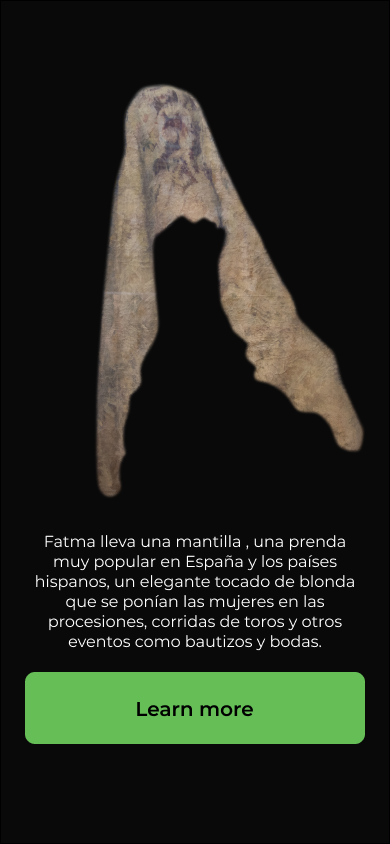 Fatma lleva una mantilla , una prenda
muy popular en España y los países
hispanos, un elegante tocado de blonda
que se ponían las mujeres en las
procesiones, corridas de toros y otros
eventos como bautizos y bodas.
Learn more